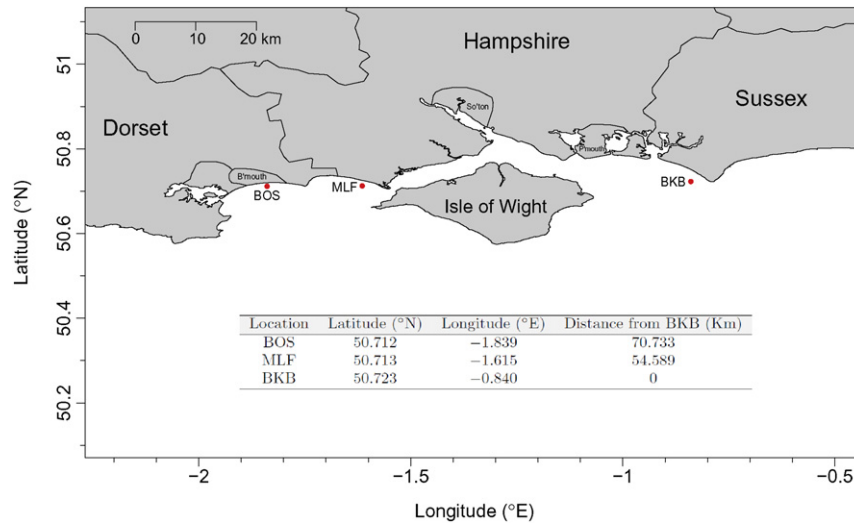 0 10 20 km
Hampshire
Sussex
Dorset
So'ton
P'mouth
B'mouth
BOS
MLF
BKB
Isle of Wight
Latitude (°N)
51
50.8
50.6
50.4
50.2
Location Latitude (°N) Longitude (°E) Distance from BKB (Km)
BOS 50.712 −1.839 70.733
MLF 50.713 −1.615 54.589
BKB 50.723 −0.840 0
−2 −1.5 −1 −0.5
Longitude (°E)